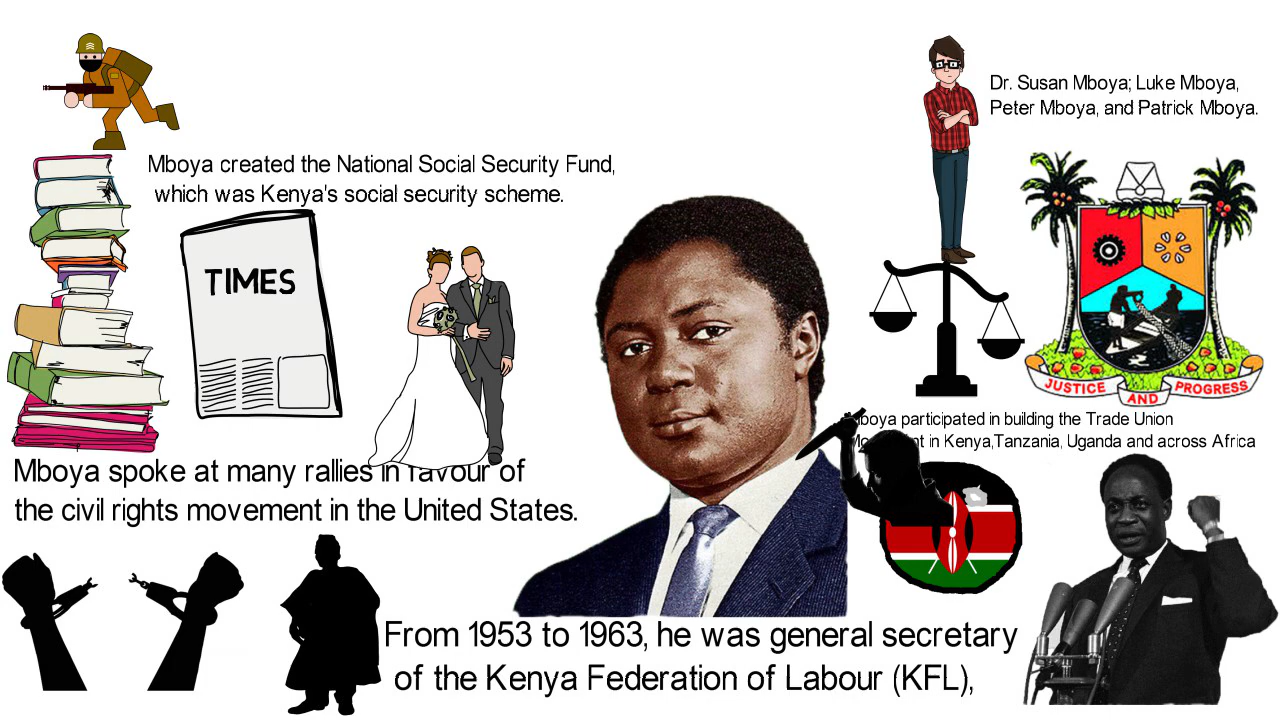 Dr. Susan Mboya; Luke Mboya,
Peter Mboya, and Patrick Mboya.
Mboya created the National Social Security Fund,
which was Kenya's social security scheme.
TIMES
JUSTICE AND PROGRESS
participated in building the Trade Union
in Kenya,Tanzania, Uganda and across Africa
Mboya spoke at many rallies in favour of
the civil rights movement in the United States.
From 1953 to 1963, he was general secretary
of the Kenya Federation of Labour (KFL),